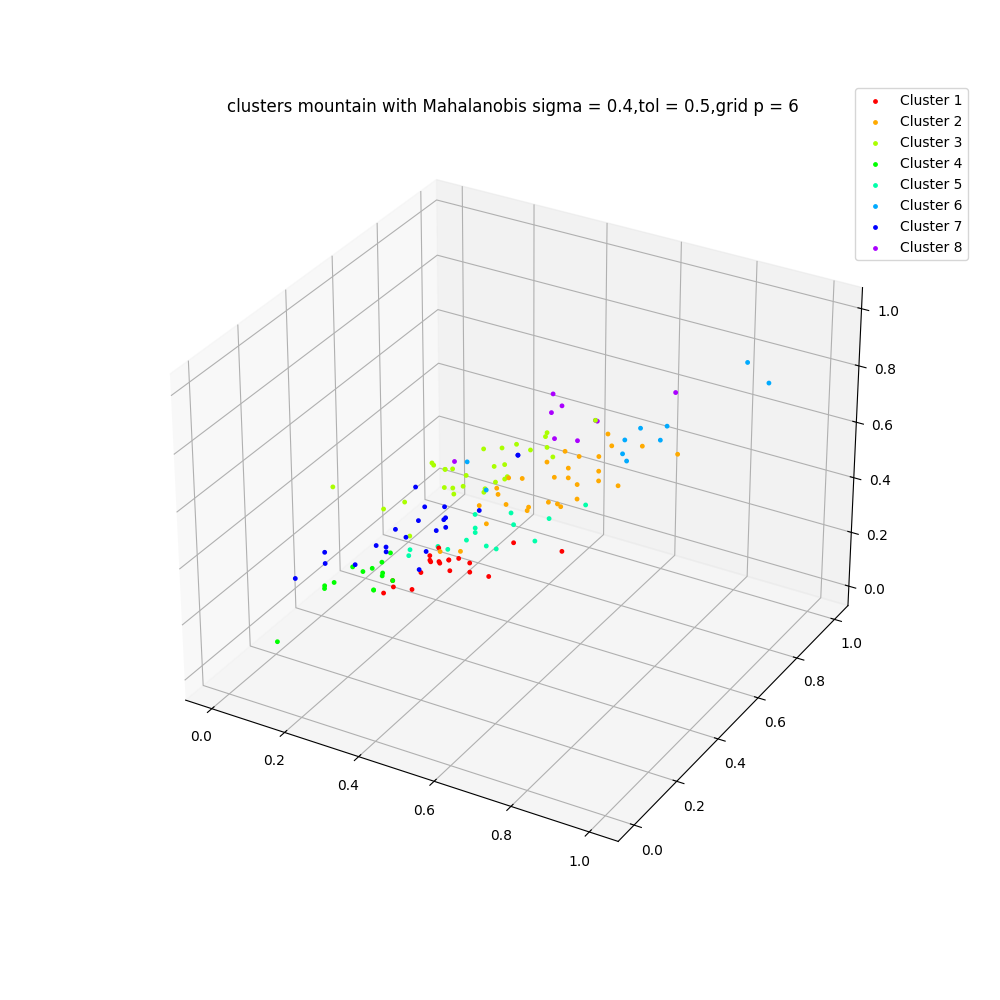 clusters mountain with Mahalanobis sigma = 0.4,tol = 0.5,grid p = 6
Cluster 1
Cluster 2
Cluster 3
Cluster 4
Cluster 5
Cluster 6
Cluster 7
Cluster 8
1.0
0.8
0.6
0.4
0.2
0.0
1.0
0.8
0.6
0.4
0.2
0.0
0.0
0.2
0.4
0.6
0.8
1.0